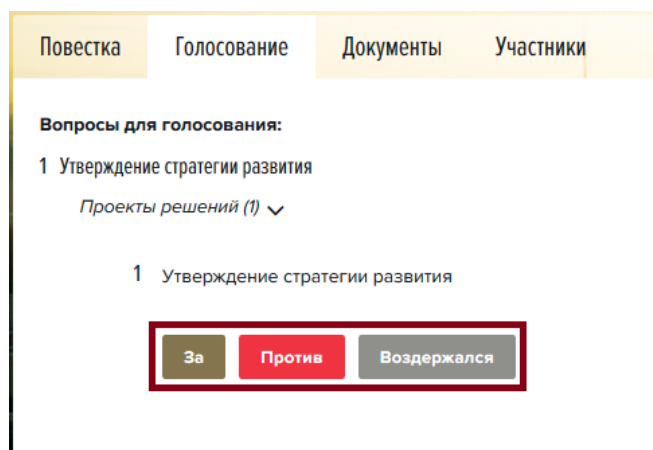 Повестка Голосование Документы Участники
Вопросы для голосования:
1 Утверждение стратегии развития
Проекты решений (1)
1 Утверждение стратегии развития
За Против Воздержался